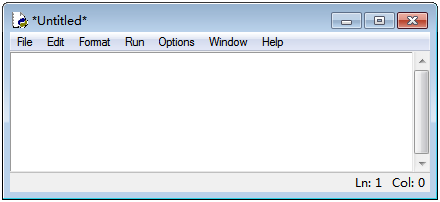 *Untitled*
File Edit Format Run Options Window Help
Ln: 1 Col: 0